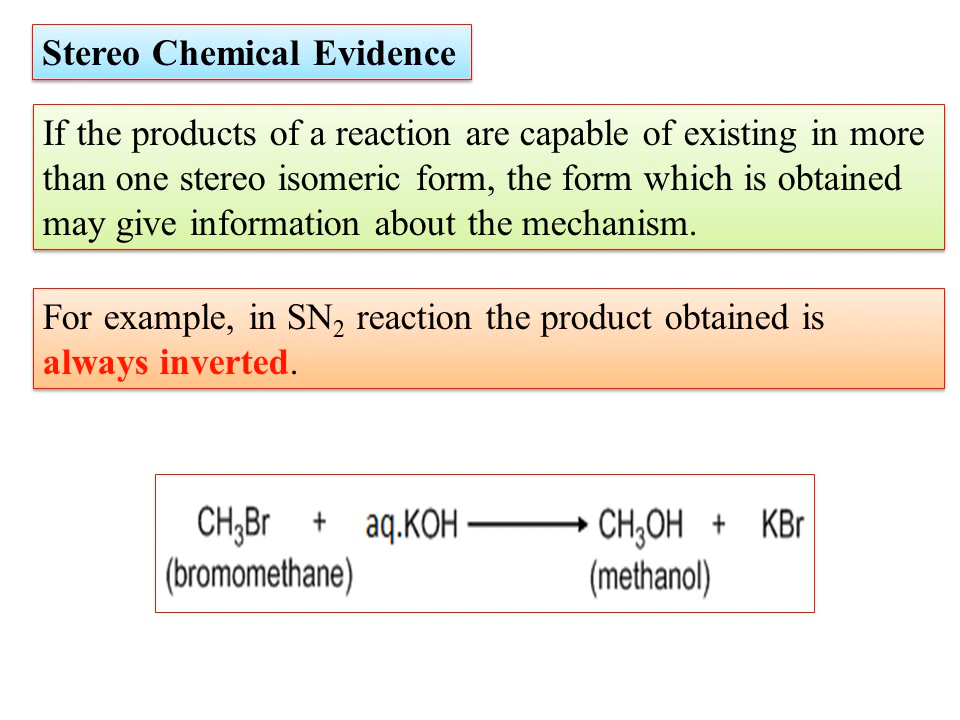 Stereo Chemical Evidence
If the products of a reaction are capable of existing in more
than one stereo isomeric form, the form which is obtained
may give information about the mechanism.
For example, in SN₂ reaction the product obtained is
always inverted.
CH₃Br + aq.KOH ⟶ CH₃OH + KBr
(bromomethane) (methanol)